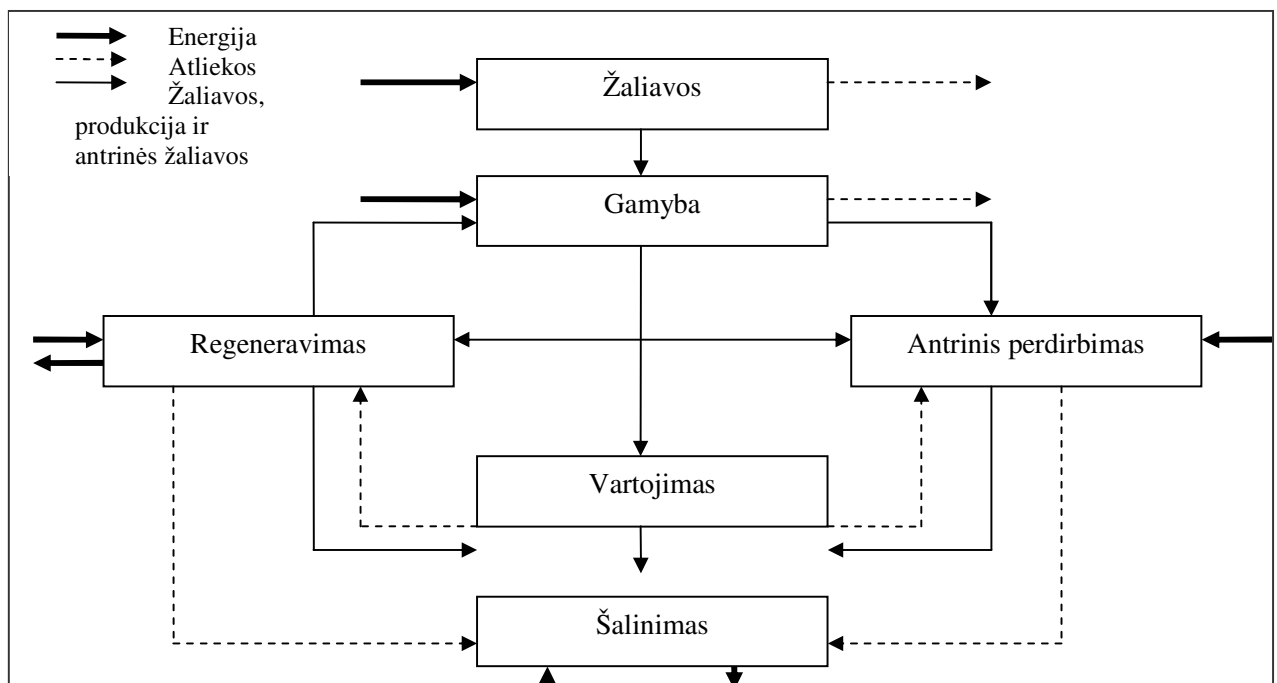 Energija
Atliekos
Žaliavos,
produkcija ir
antrinės žaliavos
Žaliavos
Gamyba
Regeneravimas
Antrinis perdirbimas
Vartojimas
Šalinimas